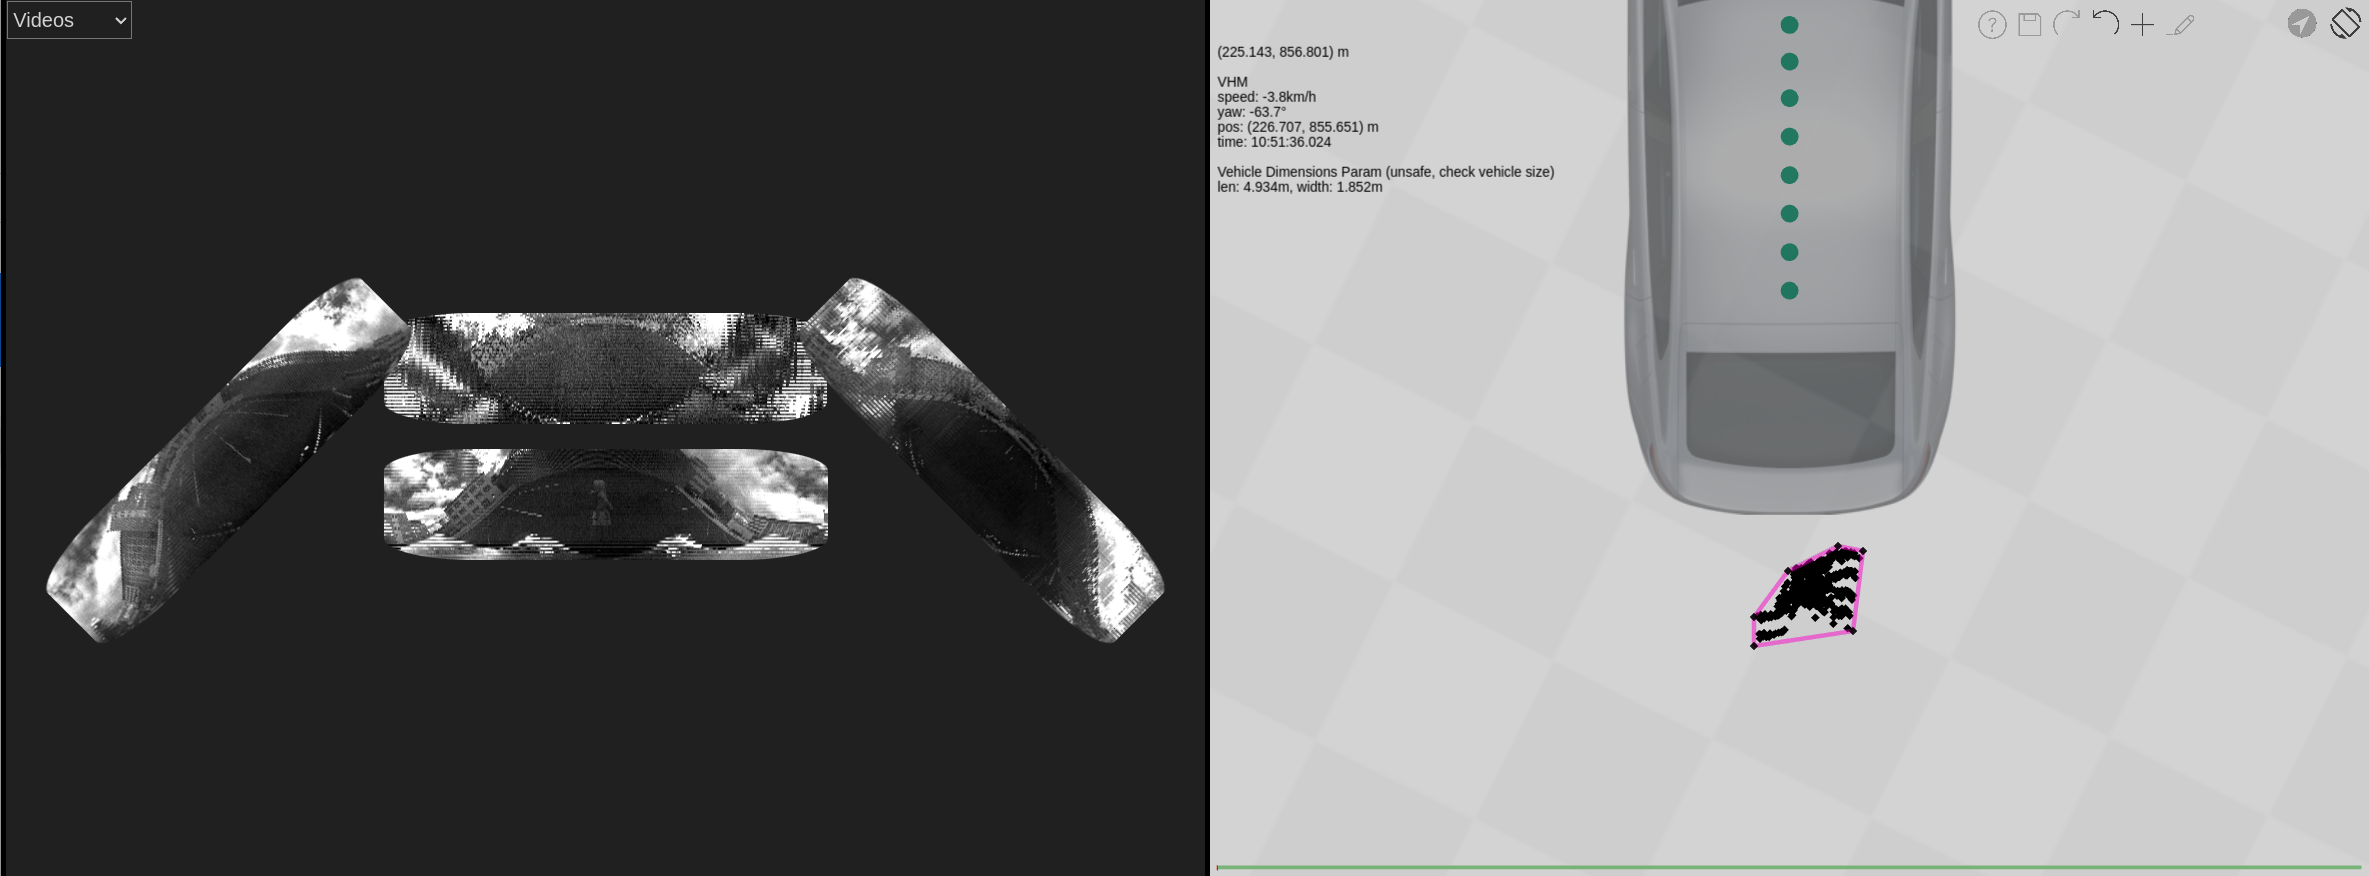 Videos
(225.143, 856.801) m
VHM
speed: -3.8km/h
yaw: -63.7°
pos: (226.707, 855.651) m
time: 10:51:36.024
Vehicle Dimensions Param (unsafe, check vehicle size)
len: 4.934m, width: 1.852m